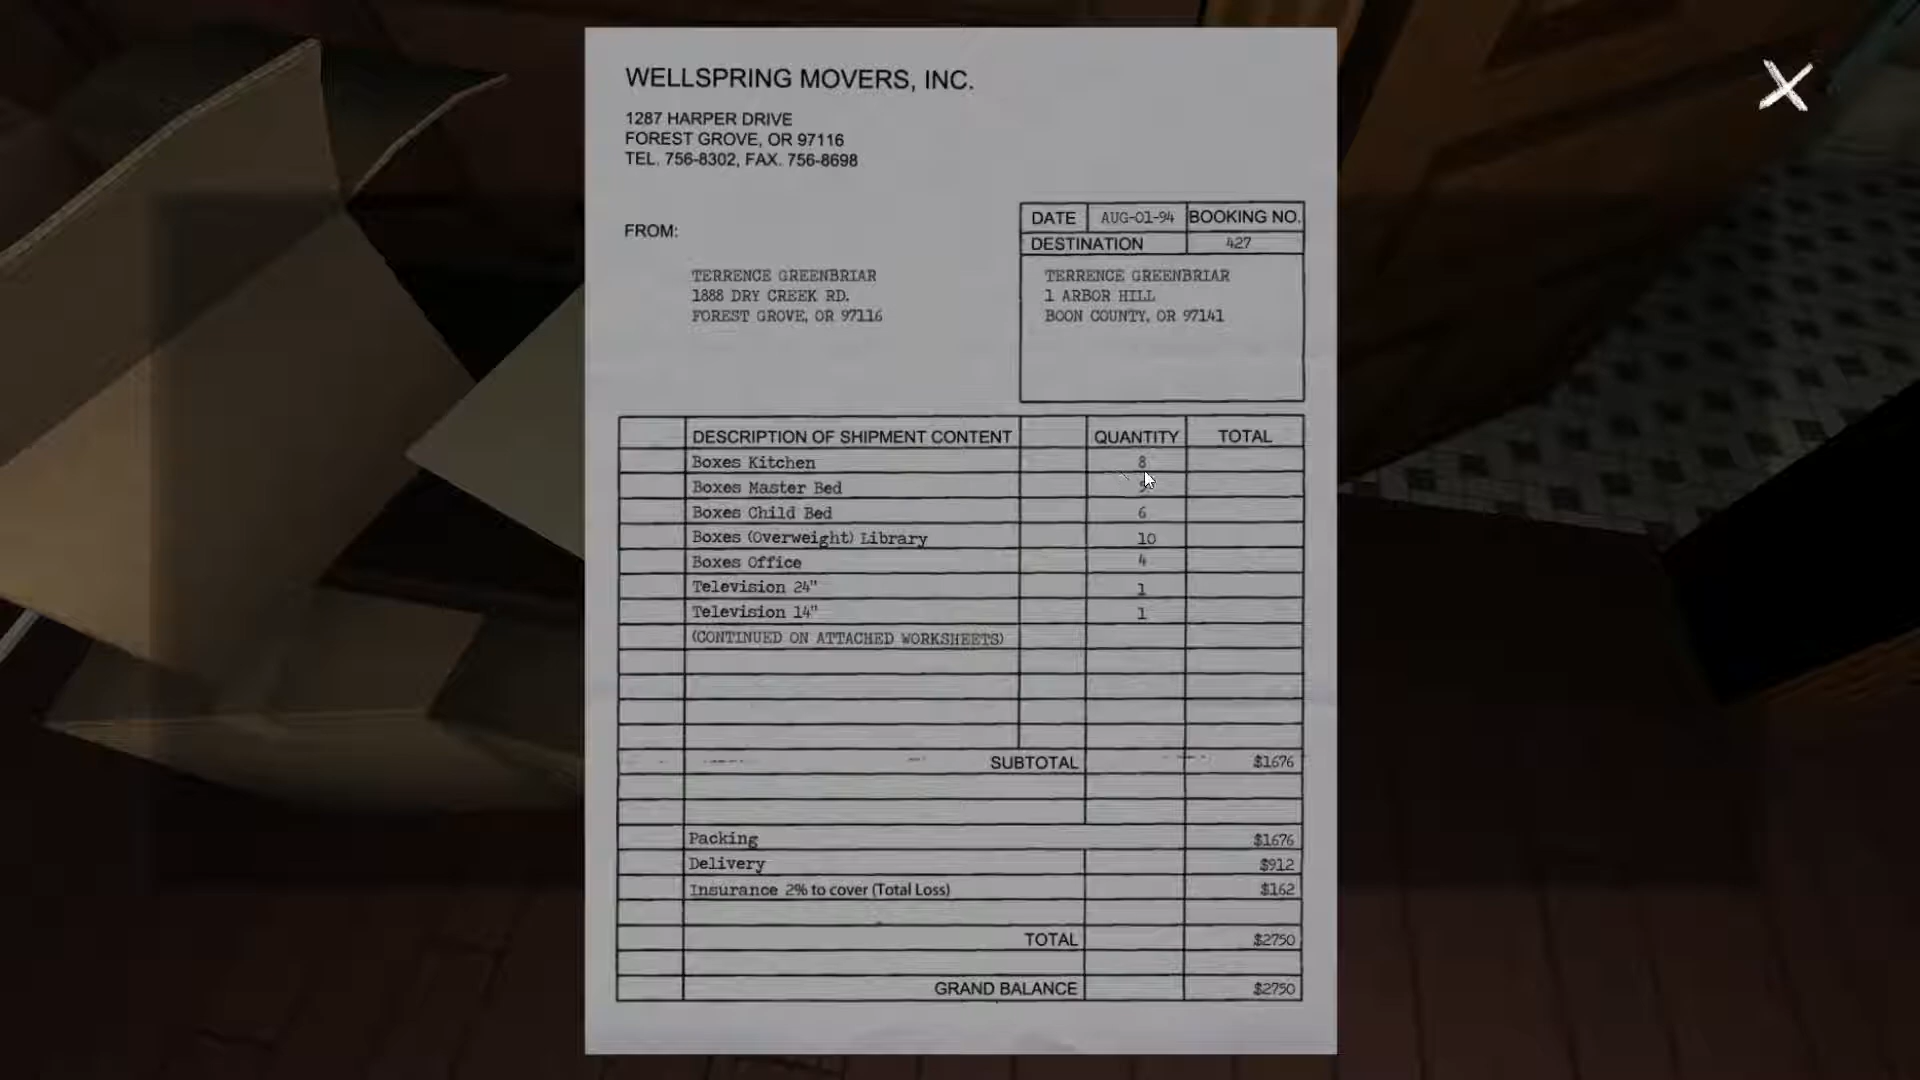 WELLSPRING MOVERS, INC.
1287 HARPER DRIVE
FOREST GROVE, OR 97116
TEL. 756-8302, FAX. 756-8698
DATE AUG-01-94 BOOKING NO.
FROM:
DESTINATION 427
TERRENCE GREENBRIAR
1888 DRY CREEK RD.
FOREST GROVE, OR 97116
TERRENCE GREENBRIAR
1 ARBOR HILL
BOON COUNTY, OR 97141
DESCRIPTION OF SHIPMENT CONTENT QUANTITY TOTAL
Boxes Kitchen 8
Boxes Master Bed
Boxes Child Bed 6
Boxes (Overweight) Library 10
Boxes Office 4
Television 24" 1
Television 14" 1
(CONTINUED ON ATTACHED WORKSHEETS)
SUBTOTAL $1676
Packing $1676
Delivery $912
Insurance 2% to cover (Total Loss) $162
TOTAL $2750
GRAND BALANCE $2750